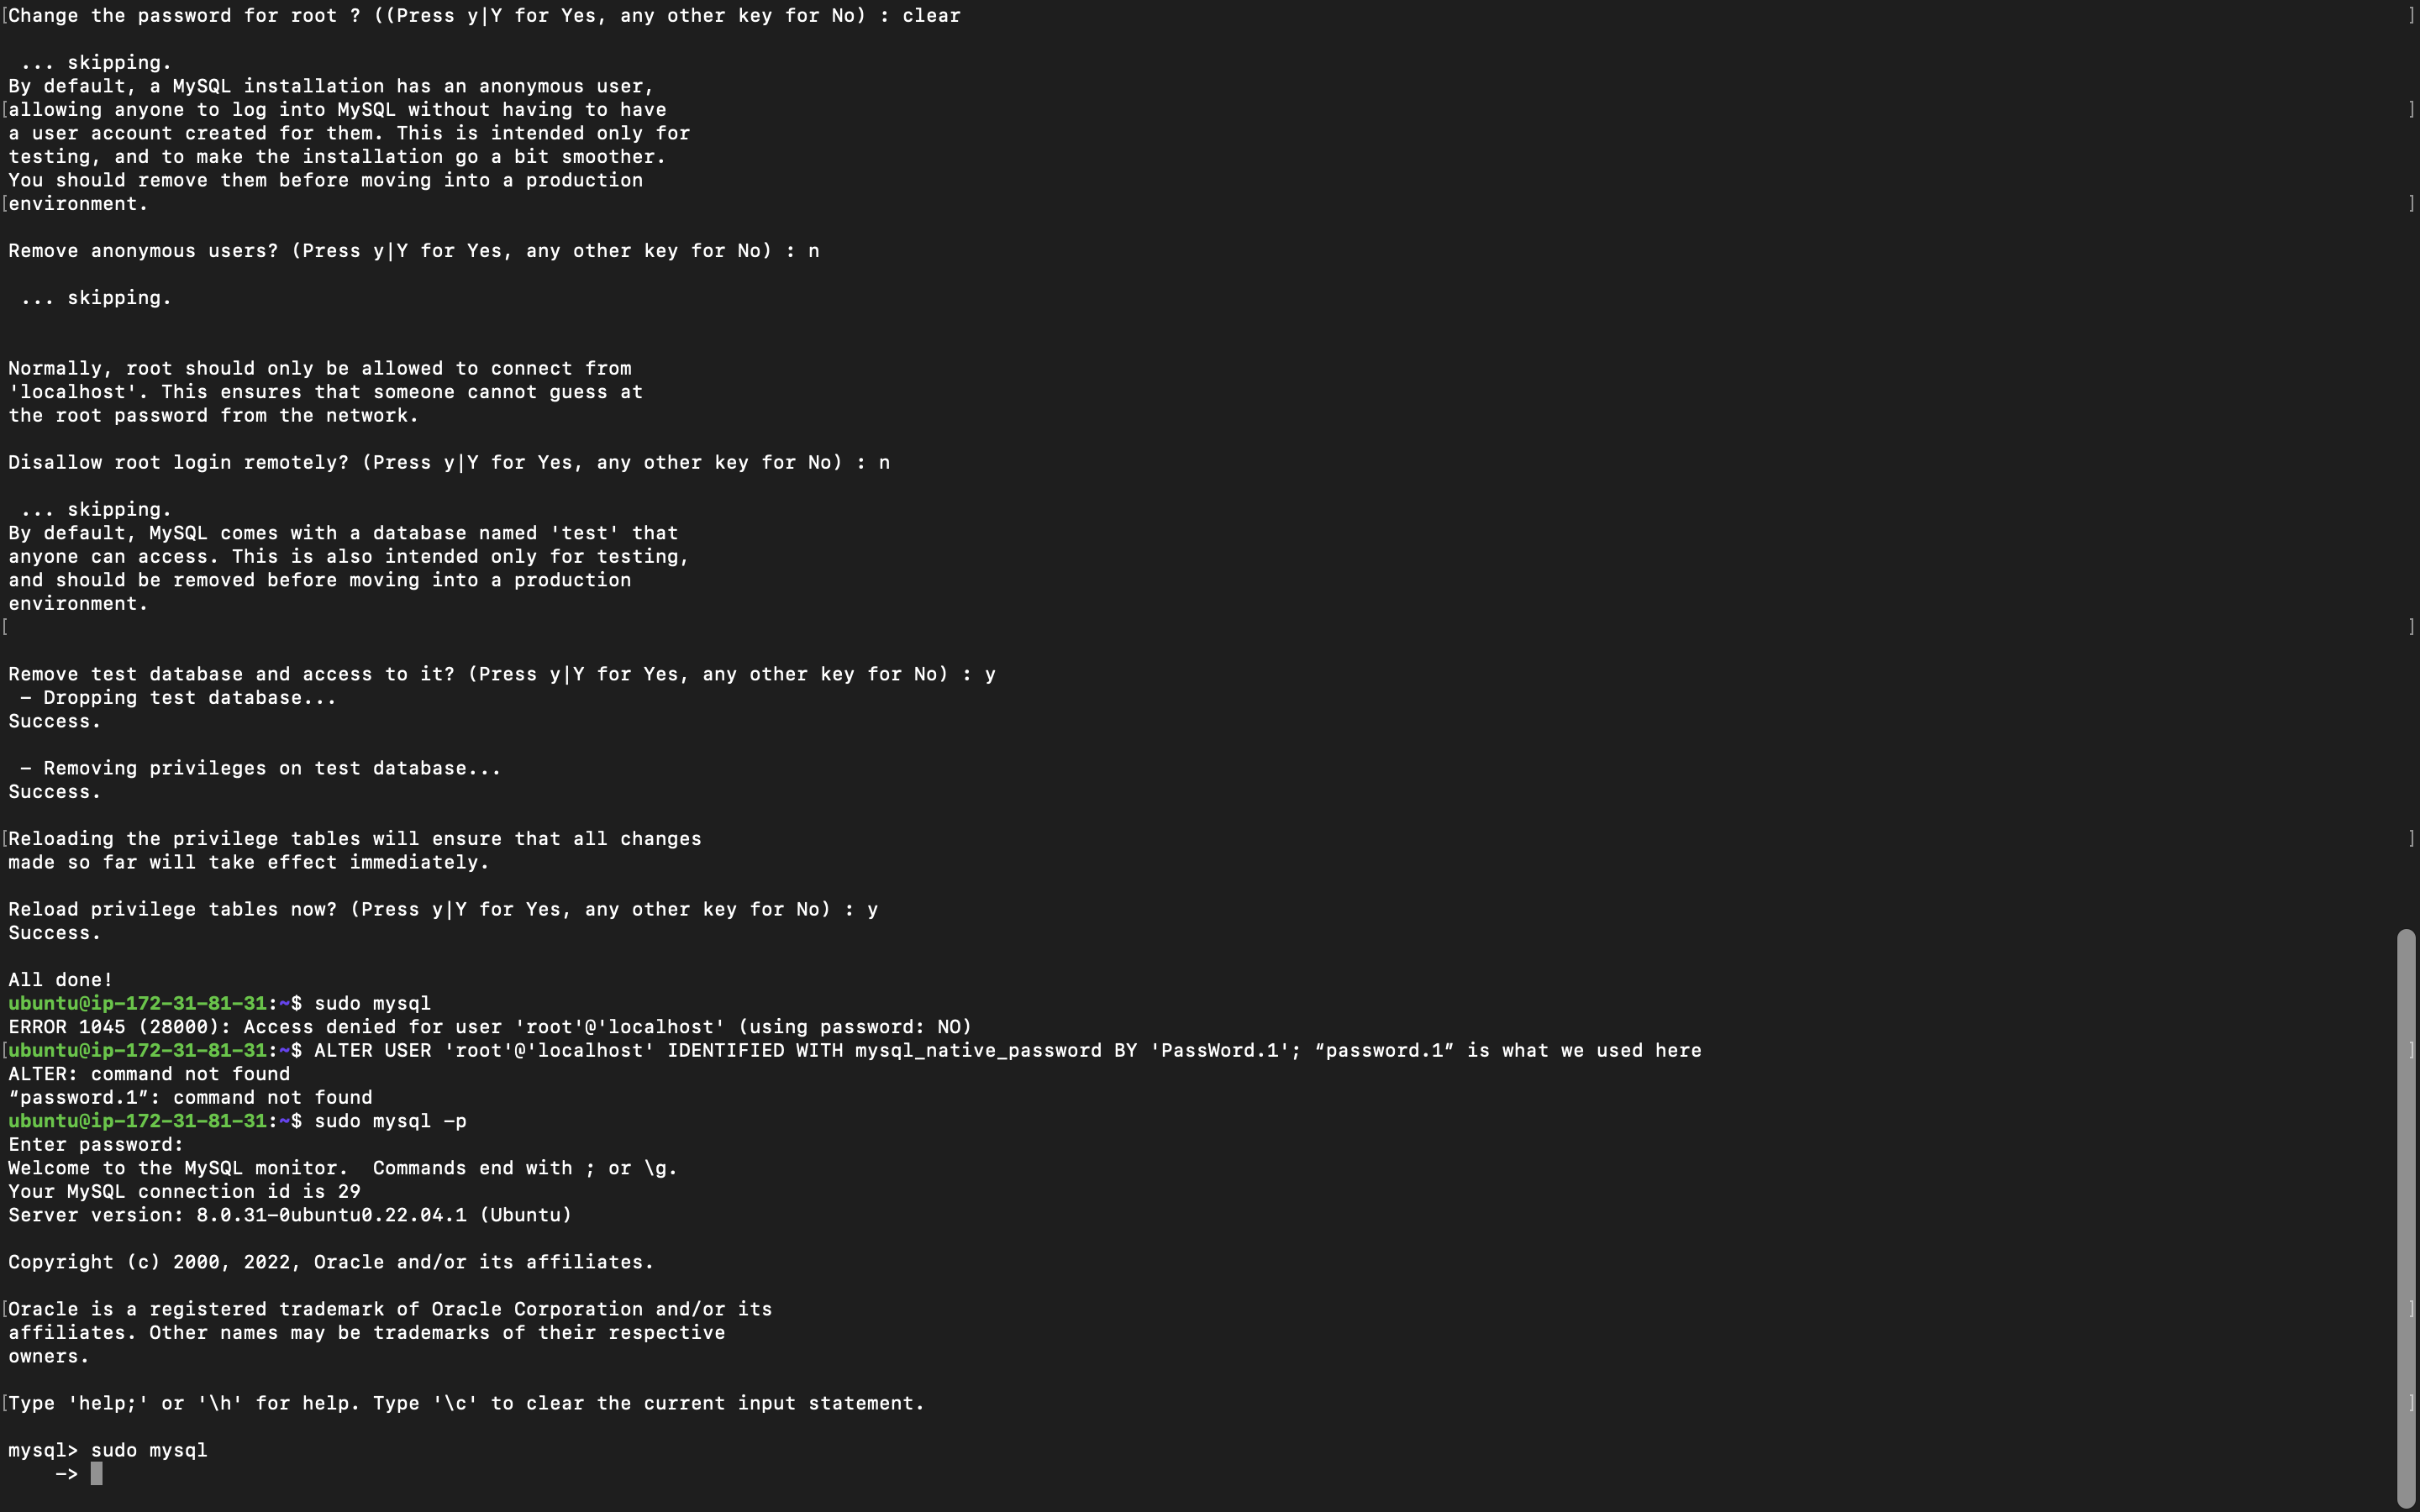 [Change the password for root ? ((Press y|Y for Yes, any other key for No) : clear ]
... skipping.
By default, a MySQL installation has an anonymous user,
[allowing anyone to log into MySQL without having to have ]
a user account created for them. This is intended only for
testing, and to make the installation go a bit smoother.
You should remove them before moving into a production
[environment. ]
Remove anonymous users? (Press y|Y for Yes, any other key for No) : n
... skipping.
Normally, root should only be allowed to connect from
'localhost'. This ensures that someone cannot guess at
the root password from the network.
Disallow root login remotely? (Press y|Y for Yes, any other key for No) : n
... skipping.
By default, MySQL comes with a database named 'test' that
anyone can access. This is also intended only for testing,
and should be removed before moving into a production
environment.
[ ]
Remove test database and access to it? (Press y|Y for Yes, any other key for No) : y
- Dropping test database...
Success.
- Removing privileges on test database...
Success.
[Reloading the privilege tables will ensure that all changes ]
made so far will take effect immediately.
Reload privilege tables now? (Press y|Y for Yes, any other key for No) : y
Success.
All done!
ubuntu@ip-172-31-81-31:~$ sudo mysql
ERROR 1045 (28000): Access denied for user 'root'@'localhost' (using password: NO)
[ubuntu@ip-172-31-81-31:~$ ALTER USER 'root'@'localhost' IDENTIFIED WITH mysql_native_password BY 'PassWord.1'; “password.1” is what we used here ]
ALTER: command not found
“password.1”: command not found
ubuntu@ip-172-31-81-31:~$ sudo mysql -p
Enter password:
Welcome to the MySQL monitor.  Commands end with ; or \g.
Your MySQL connection id is 29
Server version: 8.0.31-0ubuntu0.22.04.1 (Ubuntu)
Copyright (c) 2000, 2022, Oracle and/or its affiliates.
[Oracle is a registered trademark of Oracle Corporation and/or its ]
affiliates. Other names may be trademarks of their respective
owners.
[Type 'help;' or '\h' for help. Type '\c' to clear the current input statement. ]
mysql> sudo mysql
->